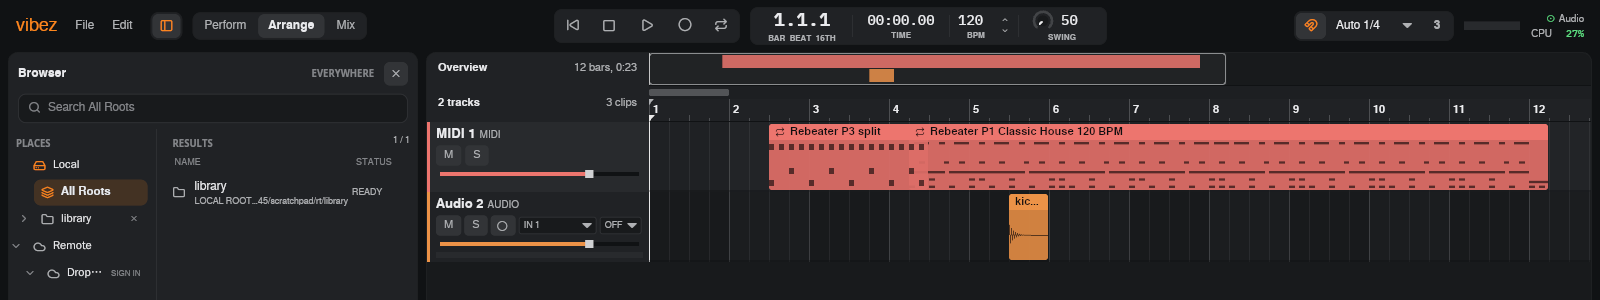 vibez File Edit Perform Arrange Mix 1.1.1 00:00.00 120 50 Auto 1/4 3 Audio
BAR BEAT 16TH TIME BPM SWING CPU 27%
Browser EVERYWHERE
Search All Roots
PLACES RESULTS 1 / 1
Local NAME STATUS
All Roots library READY
LOCAL ROOT...45/scratchpad/rt/library
library
Remote
Drop··· SIGN IN
Overview 12 bars, 0:23
2 tracks 3 clips 1 2 3 4 5 6 7 8 9 10 11 12
MIDI 1 MIDI Rebeater P3 split Rebeater P1 Classic House 120 BPM
M S
Audio 2 AUDIO kic...
M S IN 1 OFF